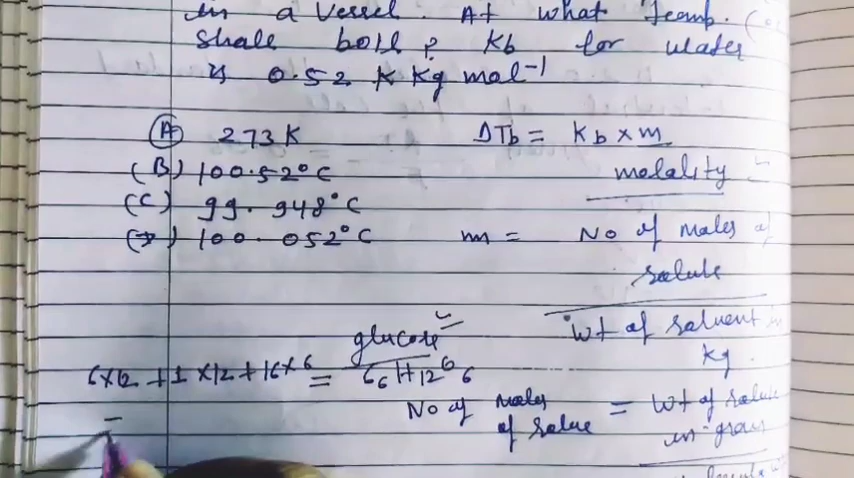 in a vessel. At what temp.
shall boil ? Kb for water
is 0.52 K Kg mol-1
(A) 273 K
ΔTb = Kb × m
(B) 100.52°C
molality
(C) 99.948°C
() 100.052°C
m = No of moles of solute
Wt of solvent in kg.
glucose
6×12 + 1×12 + 16×6 = C6H12O6
No of moles of solute = Wt of solute in gram